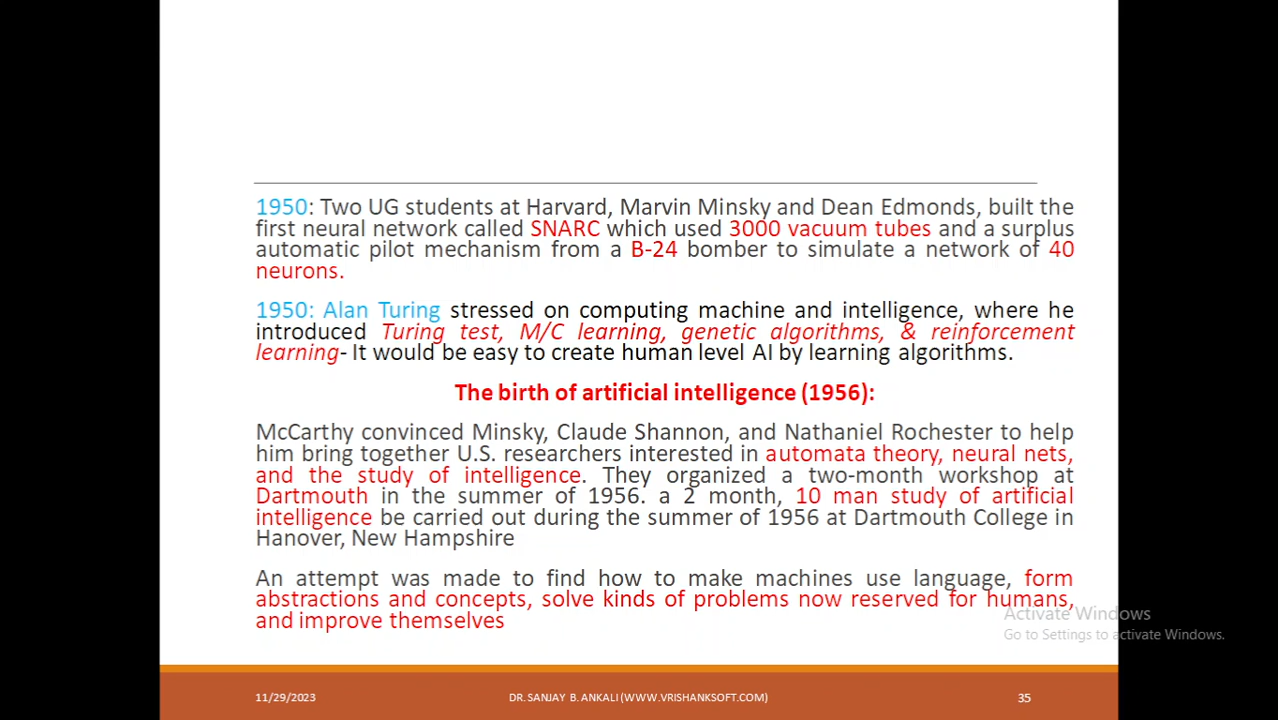 1950: Two UG students at Harvard, Marvin Minsky and Dean Edmonds, built the
first neural network called SNARC which used 3000 vacuum tubes and a surplus
automatic pilot mechanism from a B-24 bomber to simulate a network of 40
neurons.
1950: Alan Turing stressed on computing machine and intelligence, where he
introduced Turing test, M/C learning, genetic algorithms, & reinforcement
learning- It would be easy to create human level AI by learning algorithms.
The birth of artificial intelligence (1956):
McCarthy convinced Minsky, Claude Shannon, and Nathaniel Rochester to help
him bring together U.S. researchers interested in automata theory, neural nets,
and the study of intelligence. They organized a two-month workshop at
Dartmouth in the summer of 1956. a 2 month, 10 man study of artificial
intelligence be carried out during the summer of 1956 at Dartmouth College in
Hanover, New Hampshire
An attempt was made to find how to make machines use language, form
abstractions and concepts, solve kinds of problems now reserved for humans,
and improve themselves
Activate Windows
Go to Settings to activate Windows.
11/29/2023 DR. SANJAY B. ANKALI (WWW.VRISHANKSOFT.COM) 35